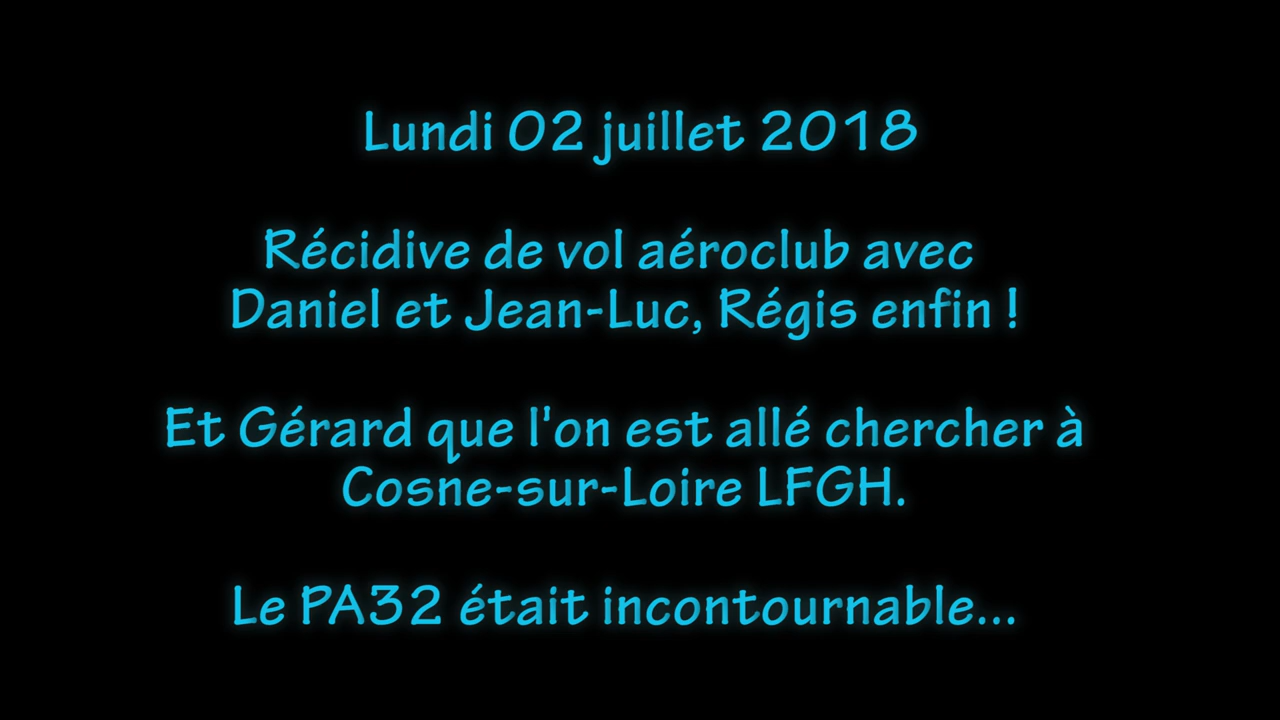 Lundi 02 juillet 2018
Récidive de vol aéroclub avec
Daniel et Jean-Luc, Régis enfin !
Et Gérard que l'on est allé chercher à
Cosne-sur-Loire LFGH.
Le PA32 était incontournable...